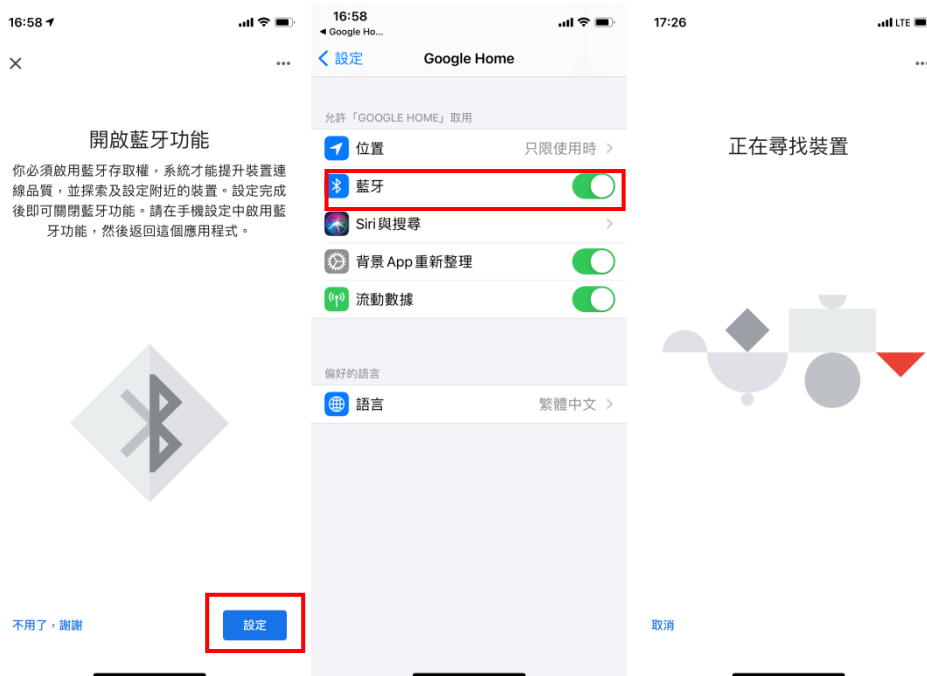 16:58
開啟藍牙功能
你必須啟用藍牙存取權,系統才能提升裝置連
線品質,並探索及設定附近的裝置。設定完成
後即可關閉藍牙功能。請在手機設定中啟用藍
牙功能,然後返回這個應用程式。
不用了,謝謝
設定
16:58
Google Ho...
設定
Google Home
允許「GOOGLE HOME」取用
位置
只限使用時
藍牙
Siri 與搜尋
背景 App 重新整理
流動數據
偏好的語言
語言
繁體中文
17:26
LTE
正在尋找裝置
取消